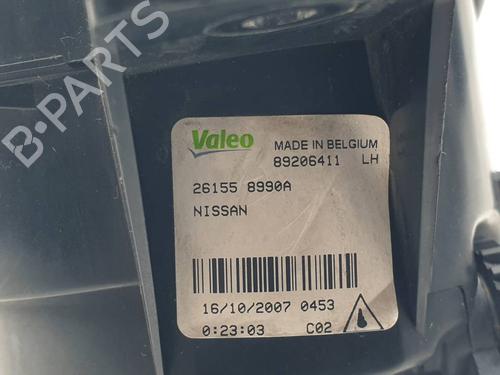 Valeo
MADE IN BELGIUM
89206411 LH
26155 8990A
NISSAN
16/10/2007 0453
0:23:03 C02
B-PARTS